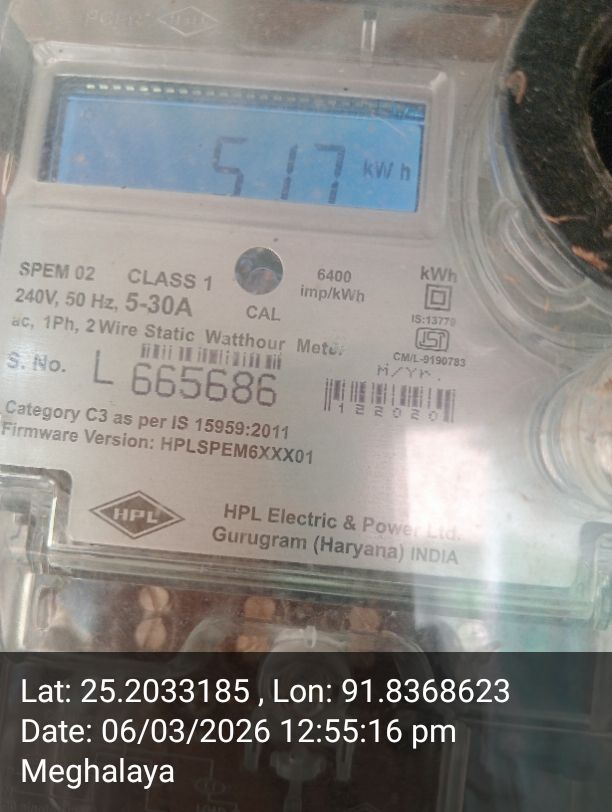 517 kWh
SPEM 02 CLASS 1 6400 imp/kWh kWh
240V, 50 Hz, 5-30A CAL IS:13779
ac, 1Ph, 2 Wire Static Watthour Meter CM/L-9190783
S. No. L 665686 M/Yr. 122020
Category C3 as per IS 15959:2011
Firmware Version: HPLSPEM6XXX01
HPL HPL Electric & Power Ltd.
Gurugram (Haryana) INDIA
Lat: 25.2033185 , Lon: 91.8368623
Date: 06/03/2026 12:55:16 pm
Meghalaya